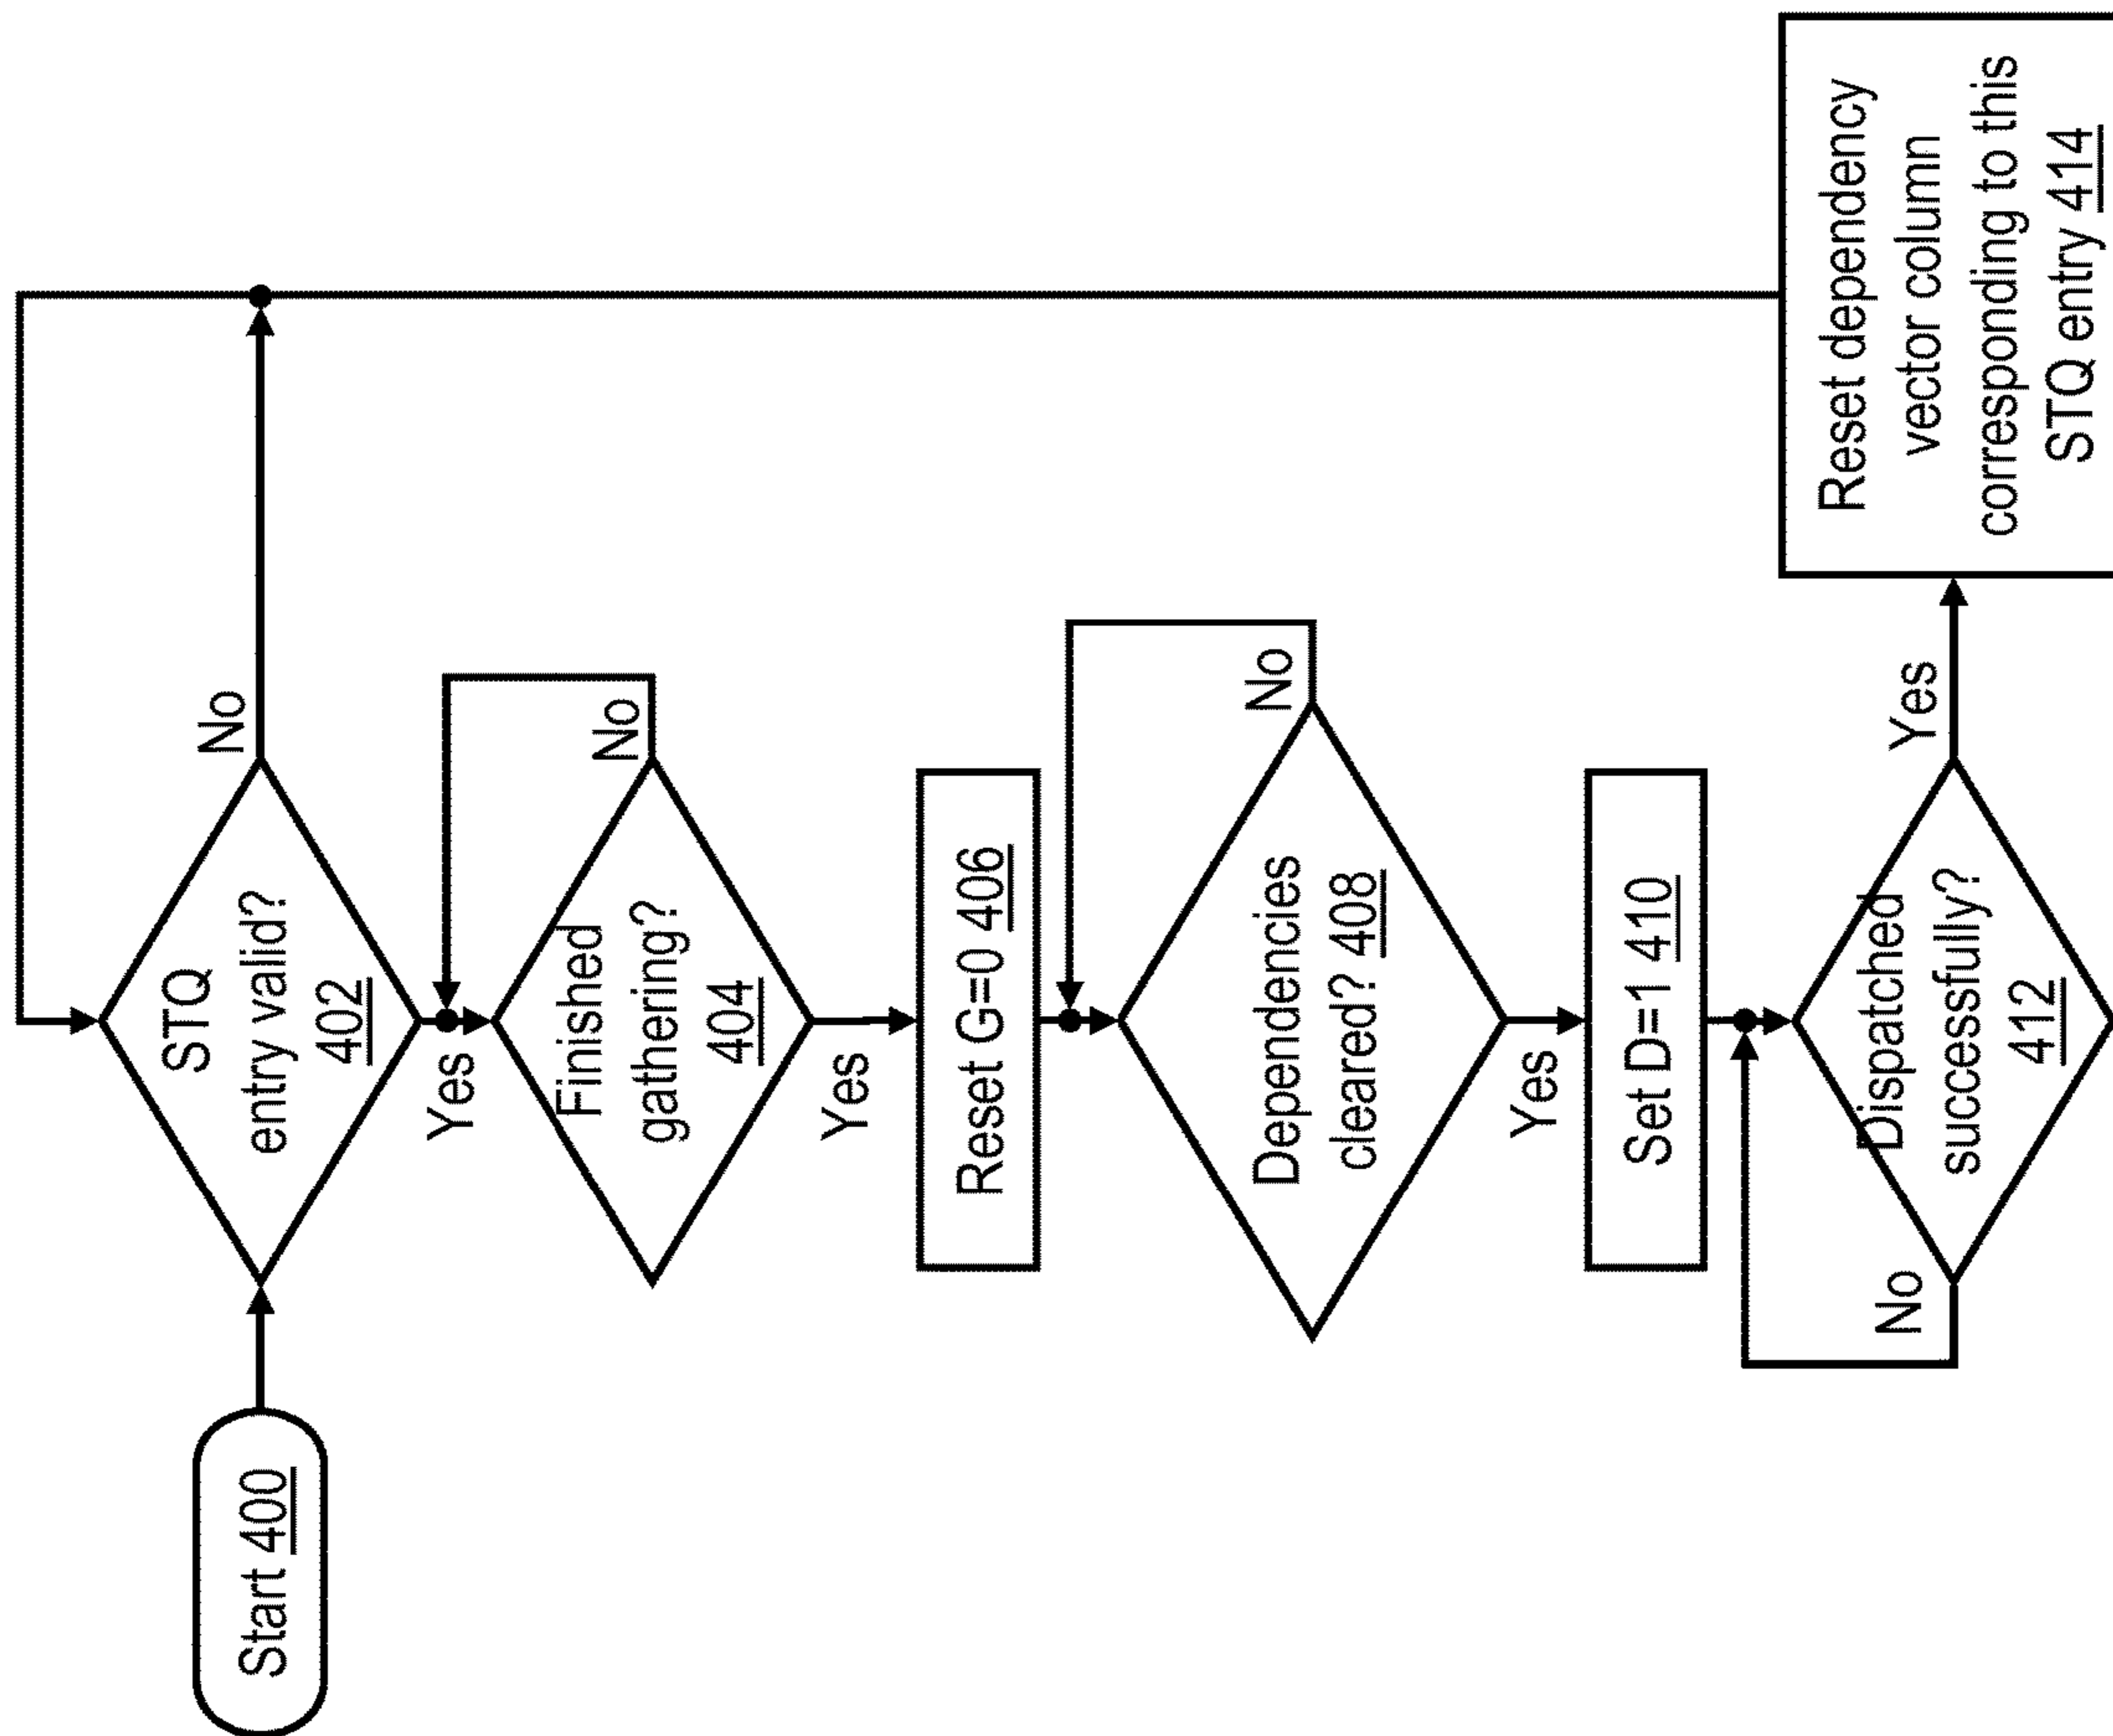 Start 400
STQ
entry valid?
402
No
Yes
Finished
gathering?
404
No
Yes
Reset G=0 406
Dependencies
cleared? 408
No
Yes
Set D=1 410
Dispatched
successfully?
412
No
Yes
Reset dependency
vector column
corresponding to this
STQ entry 414